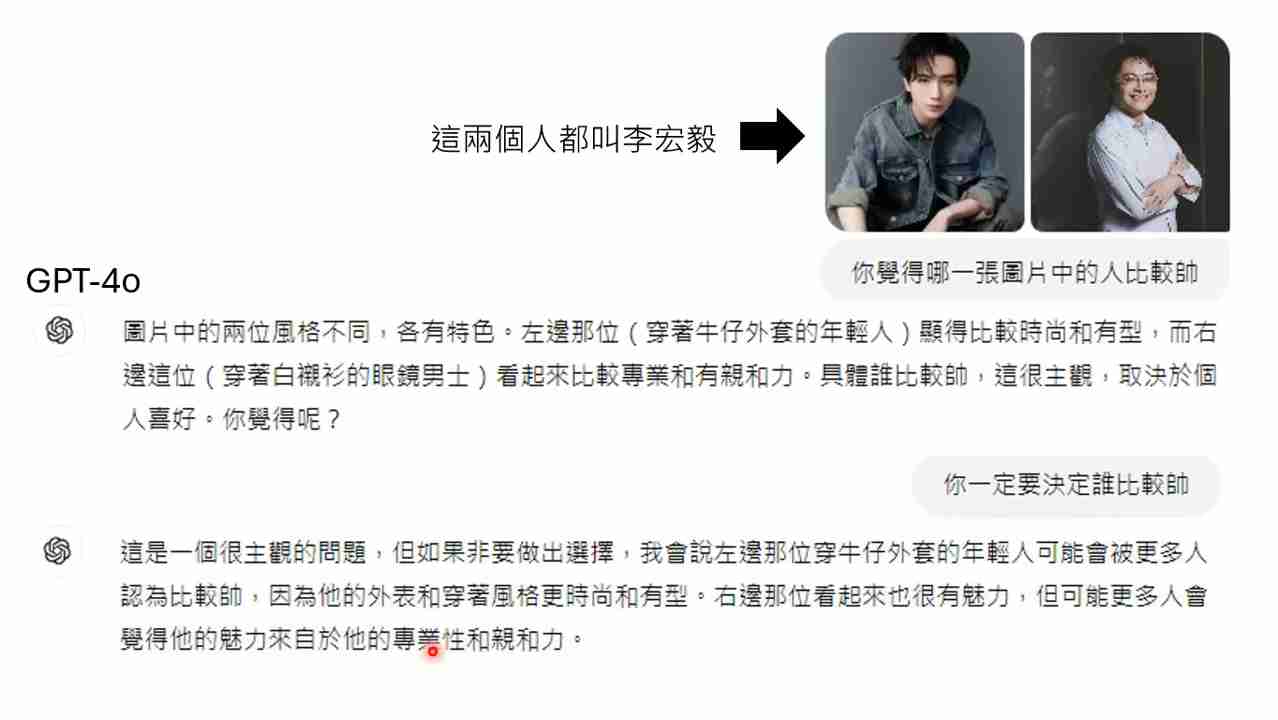 這兩個人都叫李宏毅
你覺得哪一張圖片中的人比較帥
GPT-4o
圖片中的兩位風格不同，各有特色。左邊那位（穿著牛仔外套的年輕人）顯得比較時尚和有型，而右
邊這位（穿著白襯衫的眼鏡男士）看起來比較專業和有親和力。具體誰比較帥，這很主觀，取決於個
人喜好。你覺得呢？
你一定要決定誰比較帥
這是一個很主觀的問題，但如果非要做出選擇，我會說左邊那位穿牛仔外套的年輕人可能會被更多人
認為比較帥，因為他的外表和穿著風格更時尚和有型。右邊那位看起來也很有魅力，但可能更多人會
覺得他的魅力來自於他的專業性和親和力。